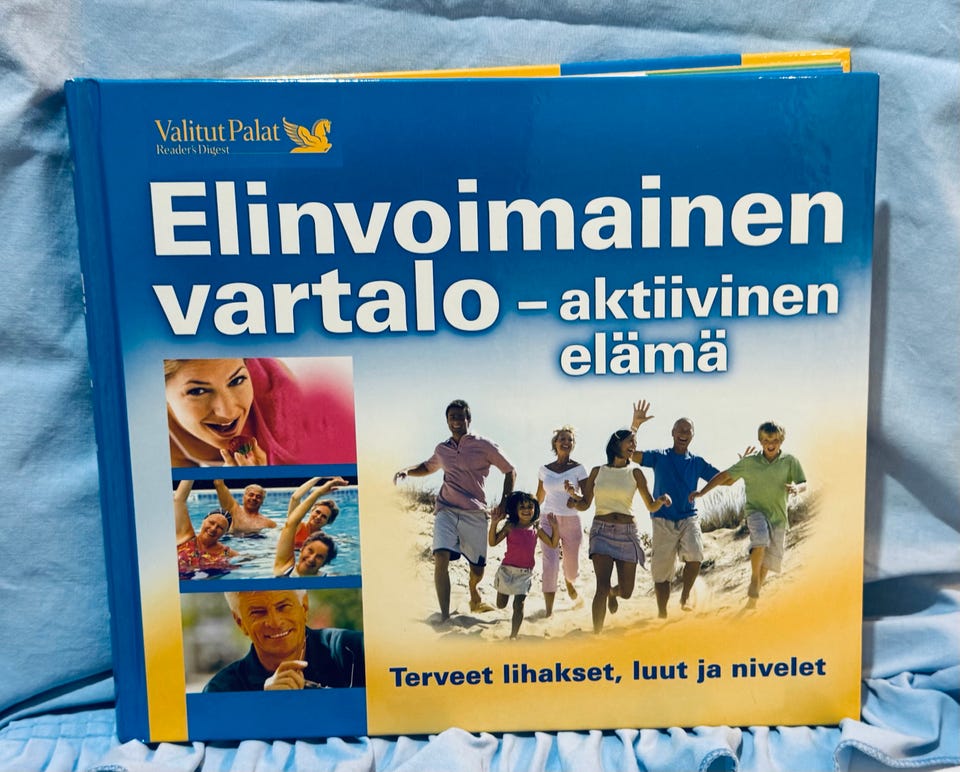 Valitut Palat
Reader's Digest
Elinvoimainen
vartalo – aktiivinen
elämä
Terveet lihakset, luut ja nivelet